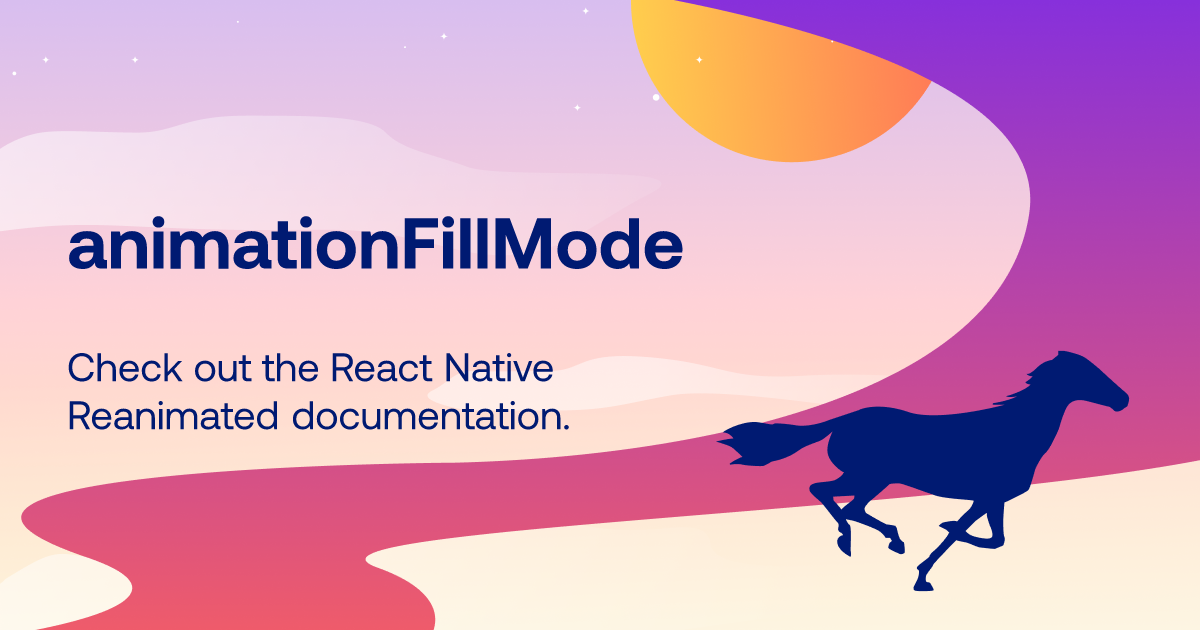 animationFillMode
Check out the React Native
Reanimated documentation.